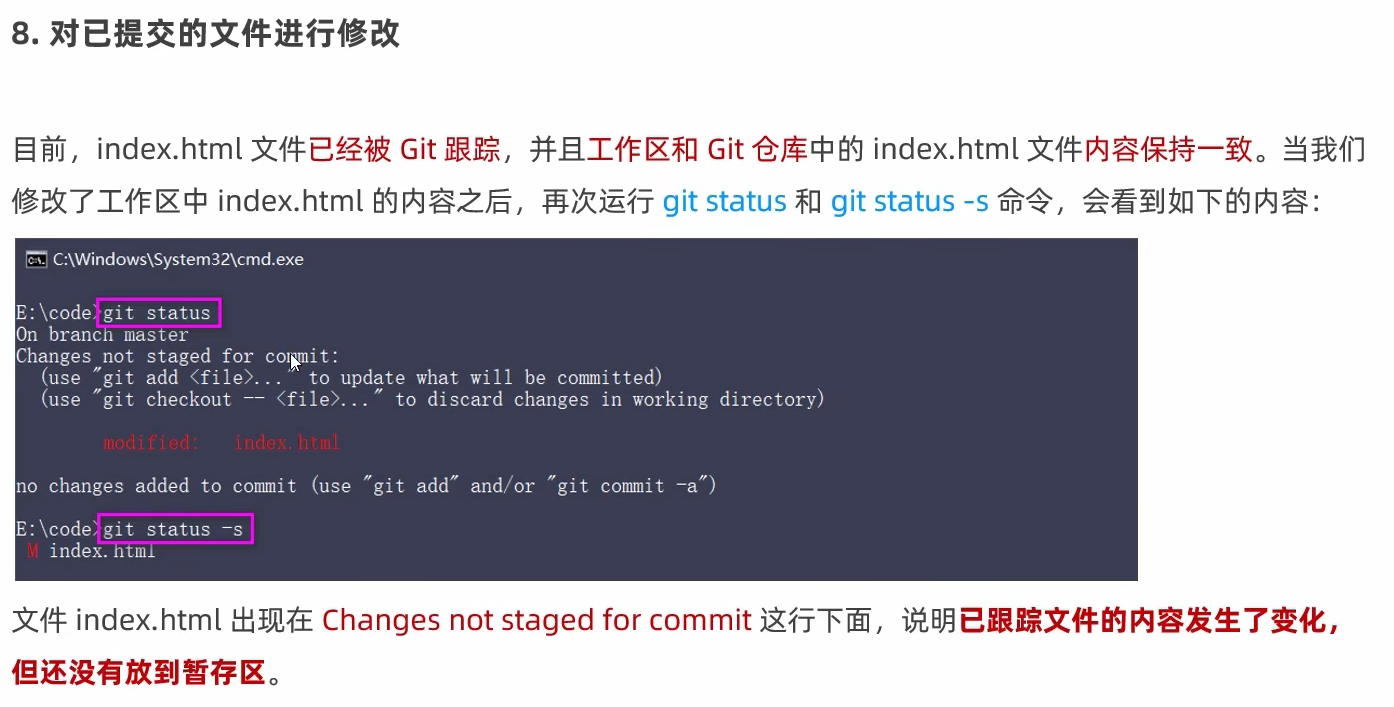 8. 对已提交的文件进行修改
目前，index.html 文件已经被 Git 跟踪，并且工作区和 Git 仓库中的 index.html 文件内容保持一致。当我们
修改了工作区中 index.html 的内容之后，再次运行 git status 和 git status -s 命令，会看到如下的内容：
C:\Windows\System32\cmd.exe
E:\code>git status
On branch master
Changes not staged for commit:
(use "git add <file>..." to update what will be committed)
(use "git checkout -- <file>..." to discard changes in working directory)
modified: index.html
no changes added to commit (use "git add" and/or "git commit -a")
E:\code>git status -s
M index.html
文件 index.html 出现在 Changes not staged for commit 这行下面，说明已跟踪文件的内容发生了变化，
但还没有放到暂存区。